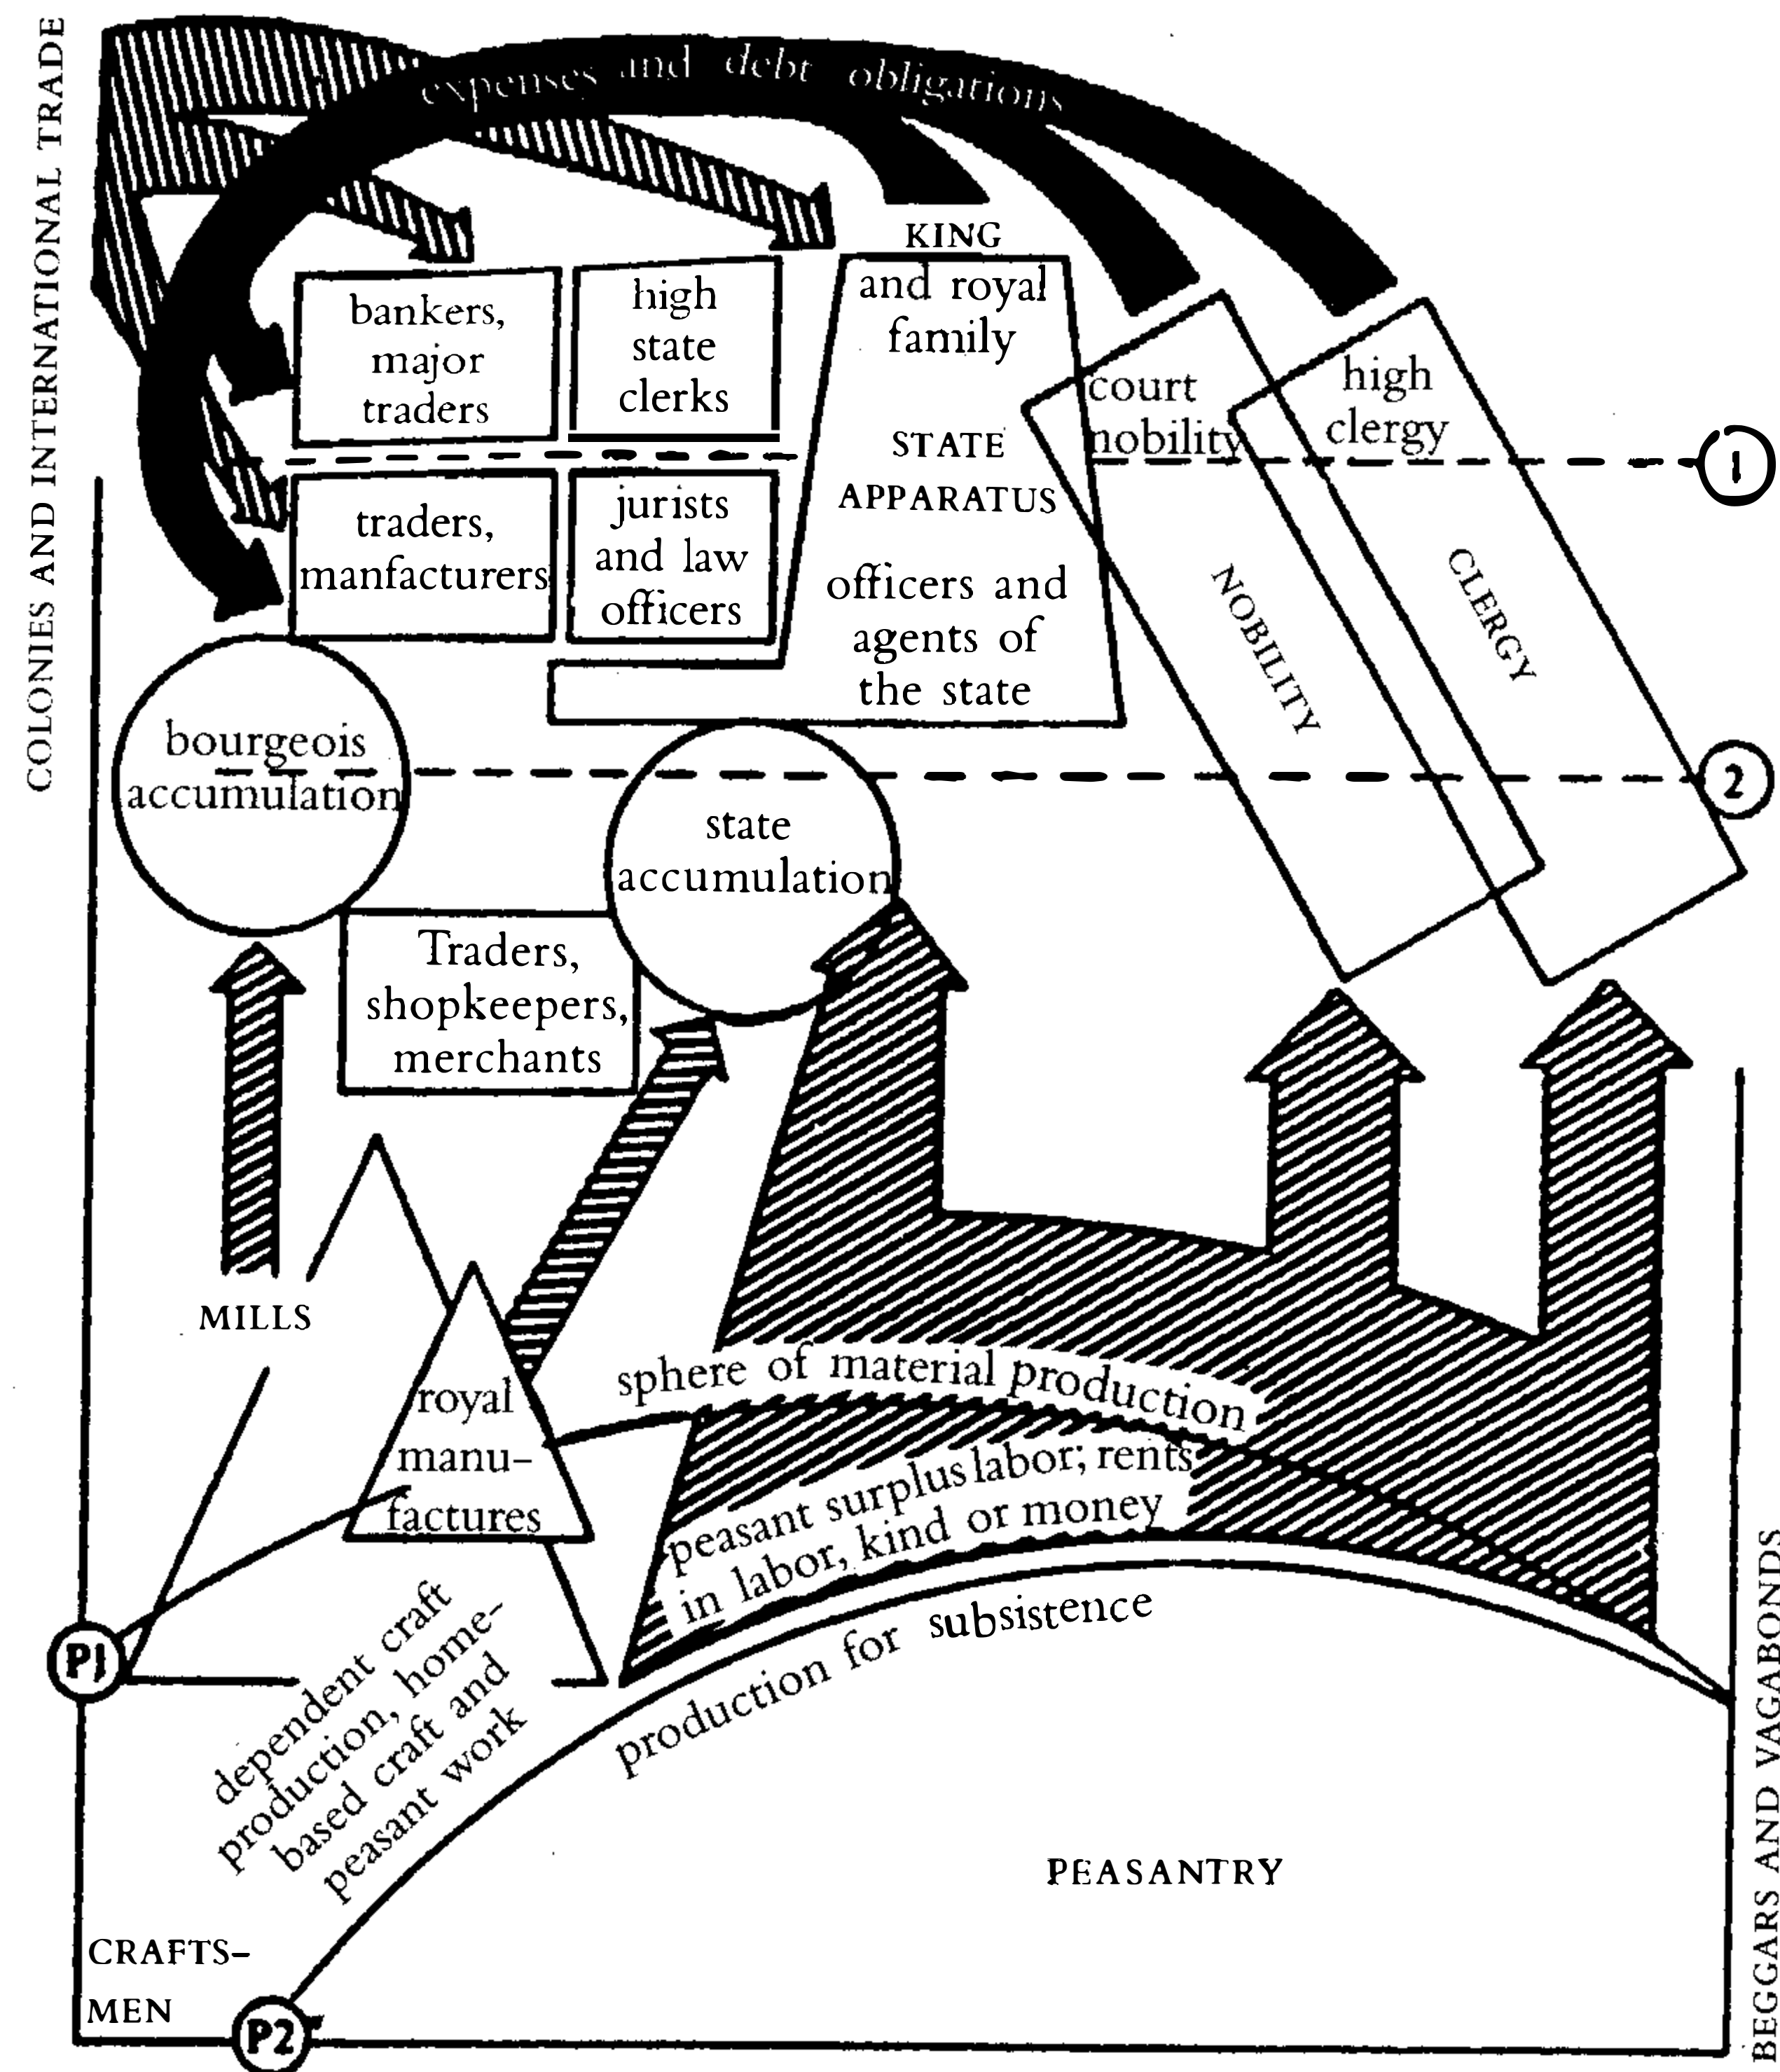 COLONIES AND INTERNATIONAL TRADE
expenses and debt obligations
KING
and royal
family
STATE
APPARATUS
officers and
agents of
the state
bankers,
major
traders
high
state
clerks
traders,
manfacturers
jurists
and law
officers
court
nobility
high
clergy
NOBILITY
CLERGY
1
bourgeois
accumulation
state
accumulation
2
Traders,
shopkeepers,
merchants
MILLS
royal
manu-
factures
sphere of material production
peasant surplus labor; rents
in labor, kind or money
production for subsistence
P1
dependent craft
production, home-
based craft and
peasant work
PEASANTRY
CRAFTS-
MEN
P2
BEGGARS AND VAGABONDS